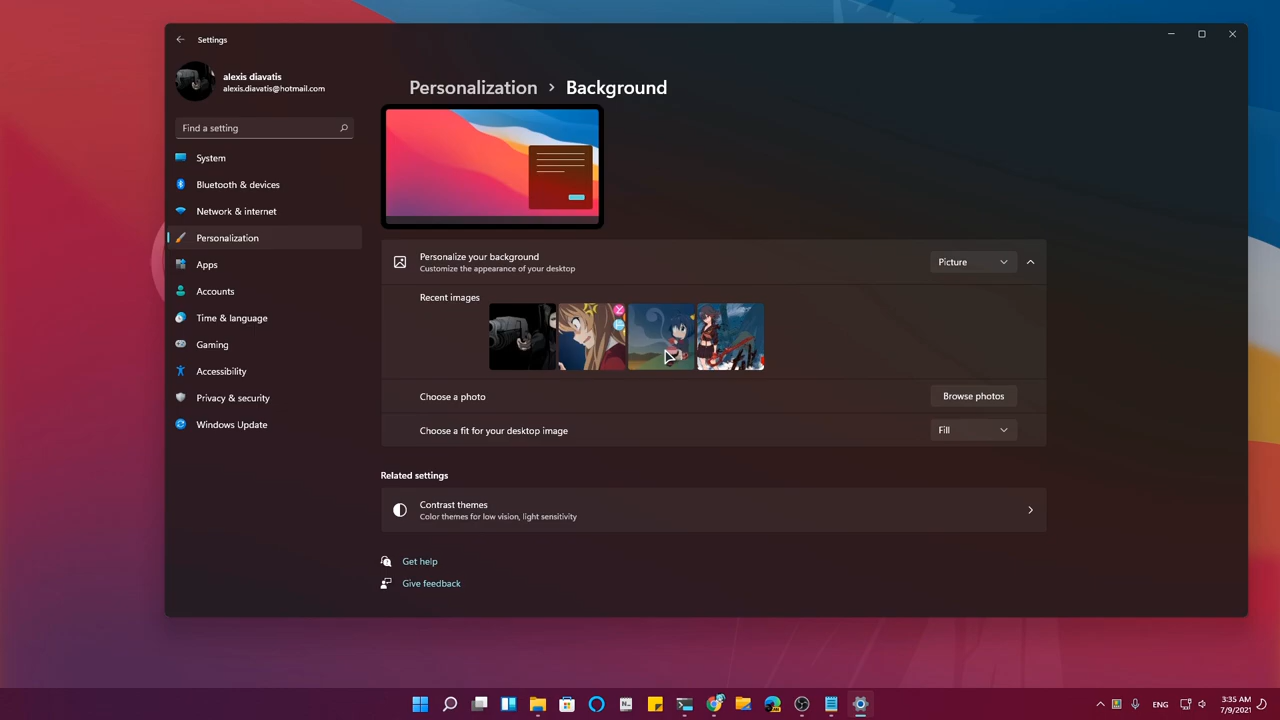 Settings
alexis diavatis
alexis.diavatis@hotmail.com
Find a setting
System
Bluetooth & devices
Network & internet
Personalization
Apps
Accounts
Time & language
Gaming
Accessibility
Privacy & security
Windows Update
Personalization > Background
Personalize your background
Customize the appearance of your desktop
Picture
Recent images
Choose a photo
Browse photos
Choose a fit for your desktop image
Fill
Related settings
Contrast themes
Color themes for low vision, light sensitivity
Get help
Give feedback
ENG
3:35 AM
7/9/2021